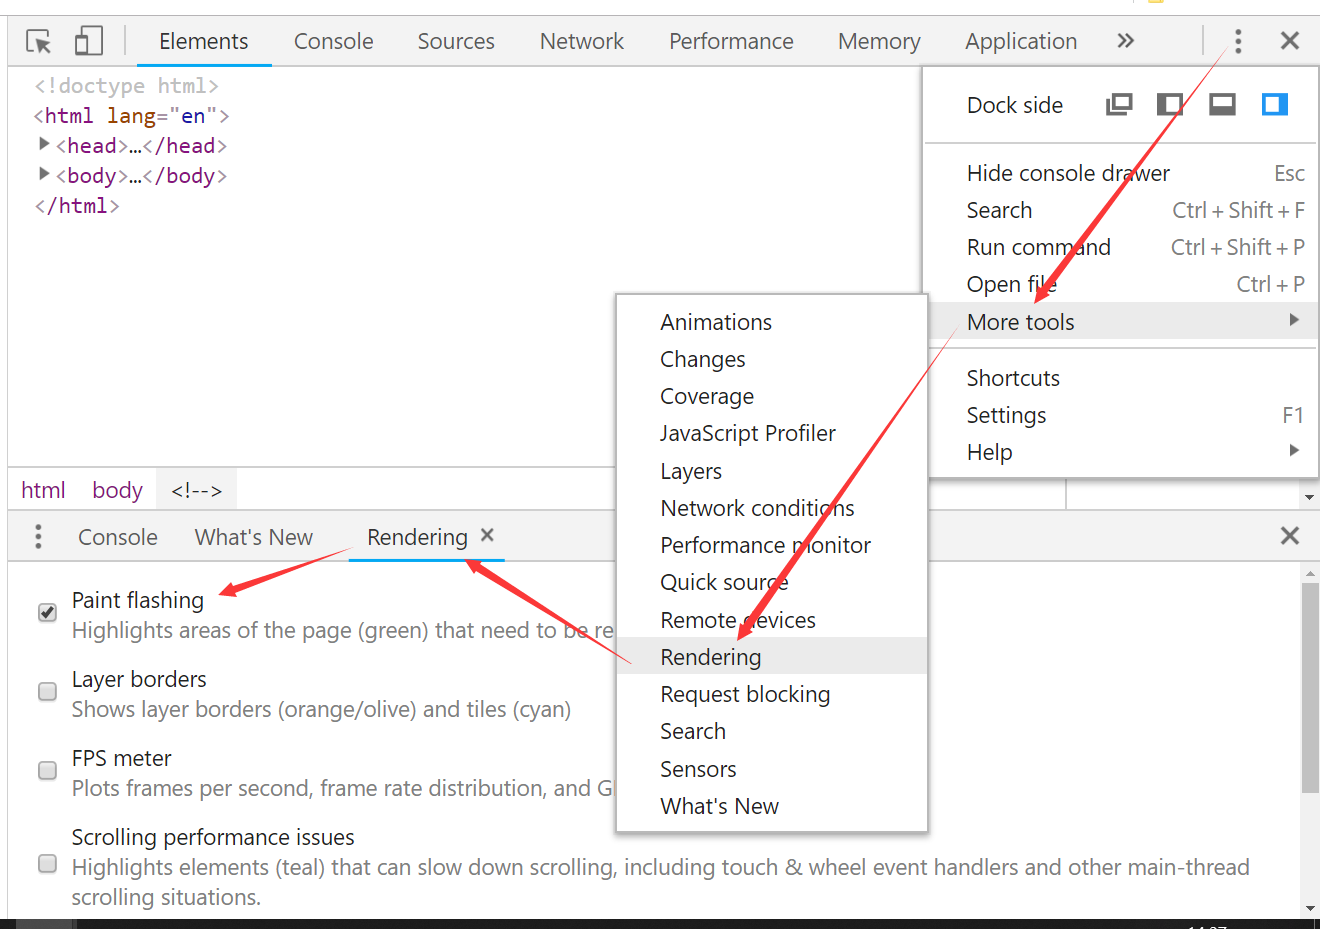 Elements Console Sources Network Performance Memory Application »
<!doctype html>
<html lang="en">
<head>…</head>
<body>…</body>
</html>
Dock side
Hide console drawer Esc
Search Ctrl + Shift + F
Run command Ctrl + Shift + P
Open file Ctrl + P
More tools
Shortcuts
Settings F1
Help
Animations
Changes
Coverage
JavaScript Profiler
Layers
Network conditions
Performance monitor
Quick source
Remote devices
Rendering
Request blocking
Search
Sensors
What's New
html body <!-->
Console What's New Rendering
Paint flashing
Highlights areas of the page (green) that need to be re
Layer borders
Shows layer borders (orange/olive) and tiles (cyan)
FPS meter
Plots frames per second, frame rate distribution, and G
Scrolling performance issues
Highlights elements (teal) that can slow down scrolling, including touch & wheel event handlers and other main-thread
scrolling situations.